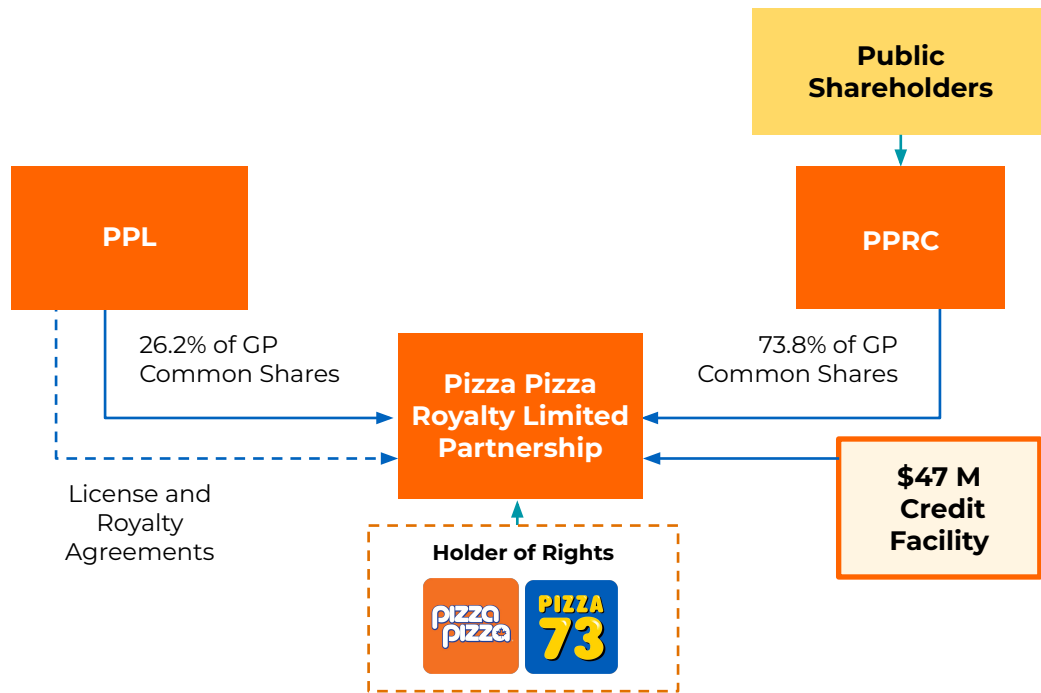 Public
Shareholders
PPL
PPRC
26.2% of GP
Common Shares
73.8% of GP
Common Shares
Pizza Pizza
Royalty Limited
Partnership
License and
Royalty
Agreements
$47 M
Credit
Facility
Holder of Rights
pizza
pizza
PIZZA
73